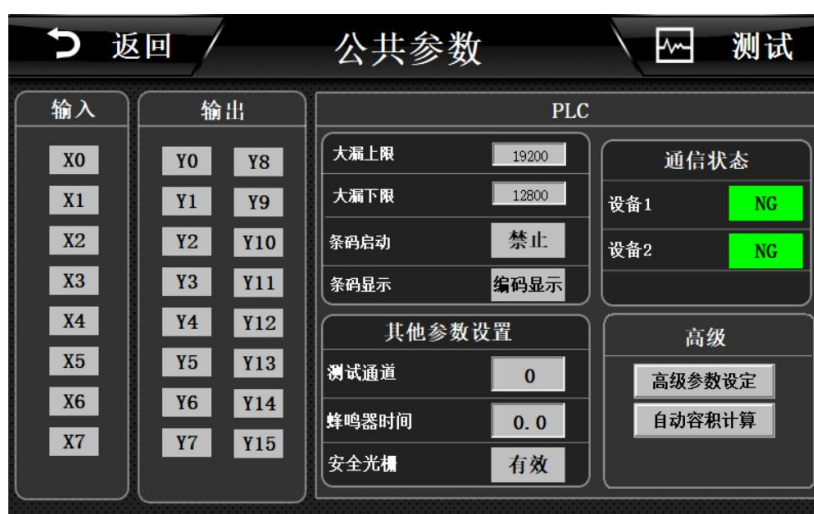 返回
公共参数
测试
输入
X0
X1
X2
X3
X4
X5
X6
X7
输出
Y0 Y8
Y1 Y9
Y2 Y10
Y3 Y11
Y4 Y12
Y5 Y13
Y6 Y14
Y7 Y15
PLC
大漏上限 19200
大漏下限 12800
条码启动 禁止
条码显示 编码显示
其他参数设置
测试通道 0
蜂鸣器时间 0.0
安全光栅 有效
通信状态
设备1 NG
设备2 NG
高级
高级参数设定
自动容积计算